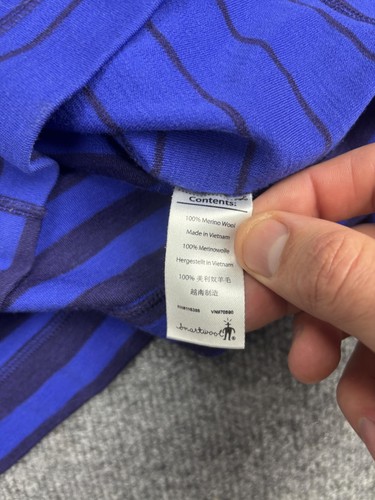 Contents:
100% Merino Wool
Made in Vietnam
100% Merinowolle
Hergestellt in Vietnam
100% 美利奴羊毛
越南制造
smartwool